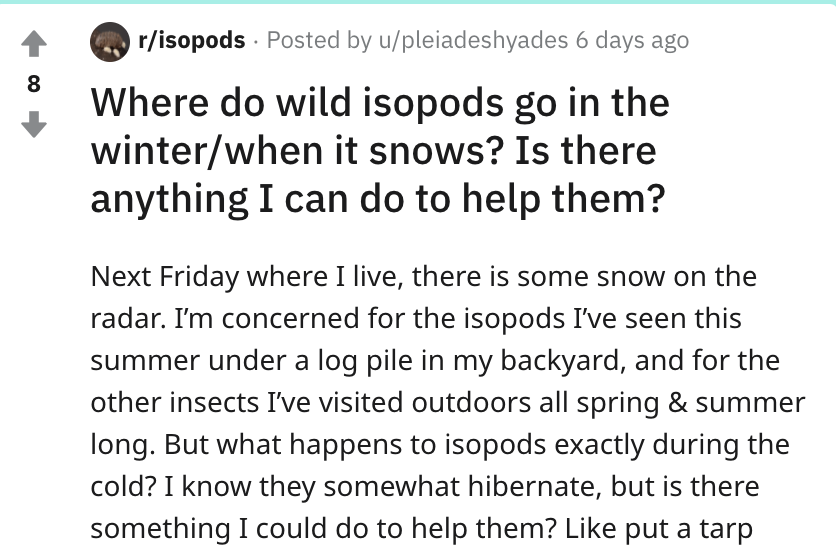 r/isopods · Posted by u/pleiadeshyades 6 days ago
8
Where do wild isopods go in the
winter/when it snows? Is there
anything I can do to help them?
Next Friday where I live, there is some snow on the
radar. I’m concerned for the isopods I’ve seen this
summer under a log pile in my backyard, and for the
other insects I’ve visited outdoors all spring & summer
long. But what happens to isopods exactly during the
cold? I know they somewhat hibernate, but is there
something I could do to help them? Like put a tarp